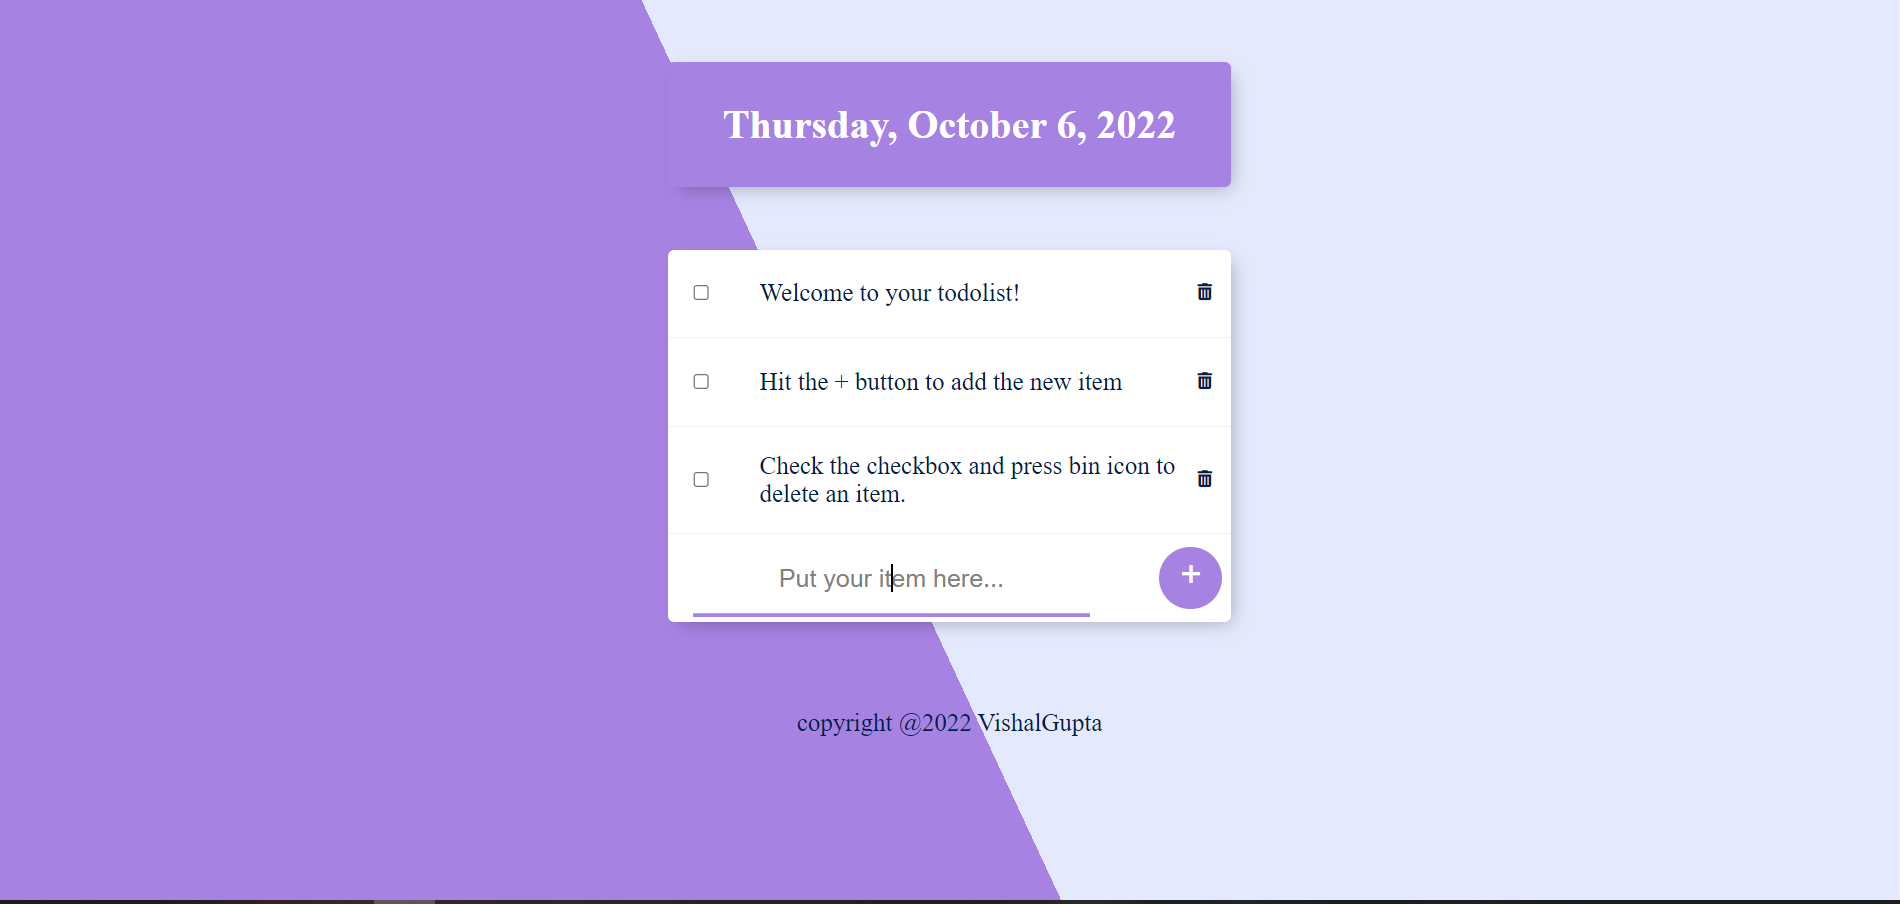 Thursday, October 6, 2022
Welcome to your todolist!
Hit the + button to add the new item
Check the checkbox and press bin icon to
delete an item.
Put your item here...
+
copyright @2022 VishalGupta